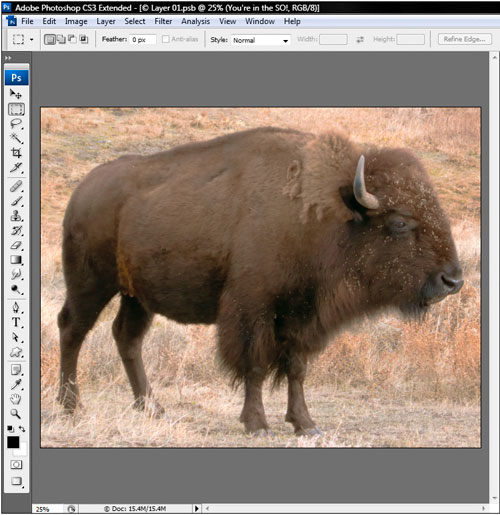 Adobe Photoshop CS3 Extended - [© Layer 01.psb @ 25% (You're in the SO!, RGB/8)]
File Edit Image Layer Select Filter Analysis View Window Help
Feather: 0 px Anti-alias Style: Normal Width: Height: Refine Edge...
Ps
T
25% © Doc: 15.4M/15.4M